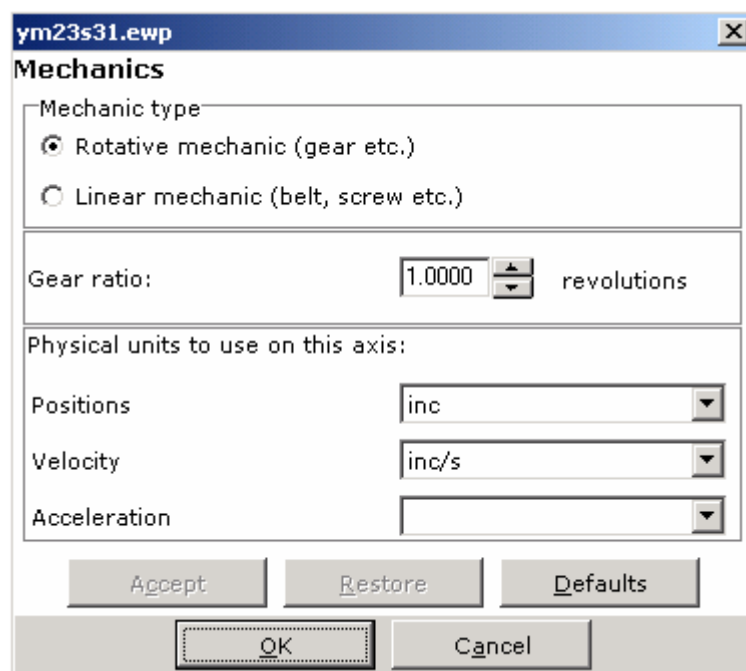 ym23s31.ewp
Mechanics
Mechanic type
Rotative mechanic (gear etc.)
Linear mechanic (belt, screw etc.)
Gear ratio: 1.0000 revolutions
Physical units to use on this axis:
Positions inc
Velocity inc/s
Acceleration
Accept Restore Defaults
OK Cancel